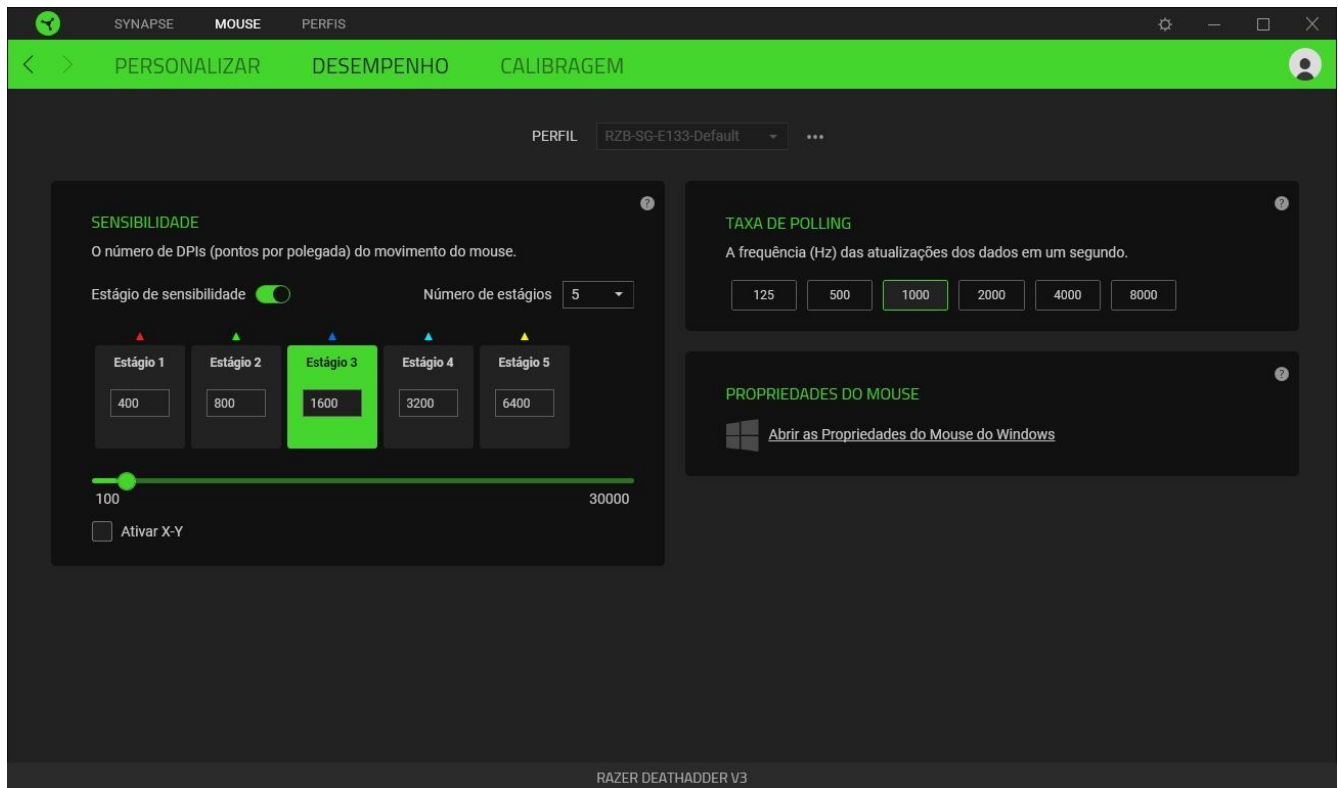 SYNAPSE MOUSE PERFIS
PERSONALIZAR DESEMPENHO CALIBRAGEM
PERFIL RZB-SG-E133-Default
SENSIBILIDADE
O número de DPIs (pontos por polegada) do movimento do mouse.
Estágio de sensibilidade Número de estágios 5
Estágio 1 Estágio 2 Estágio 3 Estágio 4 Estágio 5
400 800 1600 3200 6400
100 30000
Ativar X-Y
TAXA DE POLLING
A frequência (Hz) das atualizações dos dados em um segundo.
125 500 1000 2000 4000 8000
PROPRIEDADES DO MOUSE
Abrir as Propriedades do Mouse do Windows
RAZER DEATHADDER V3